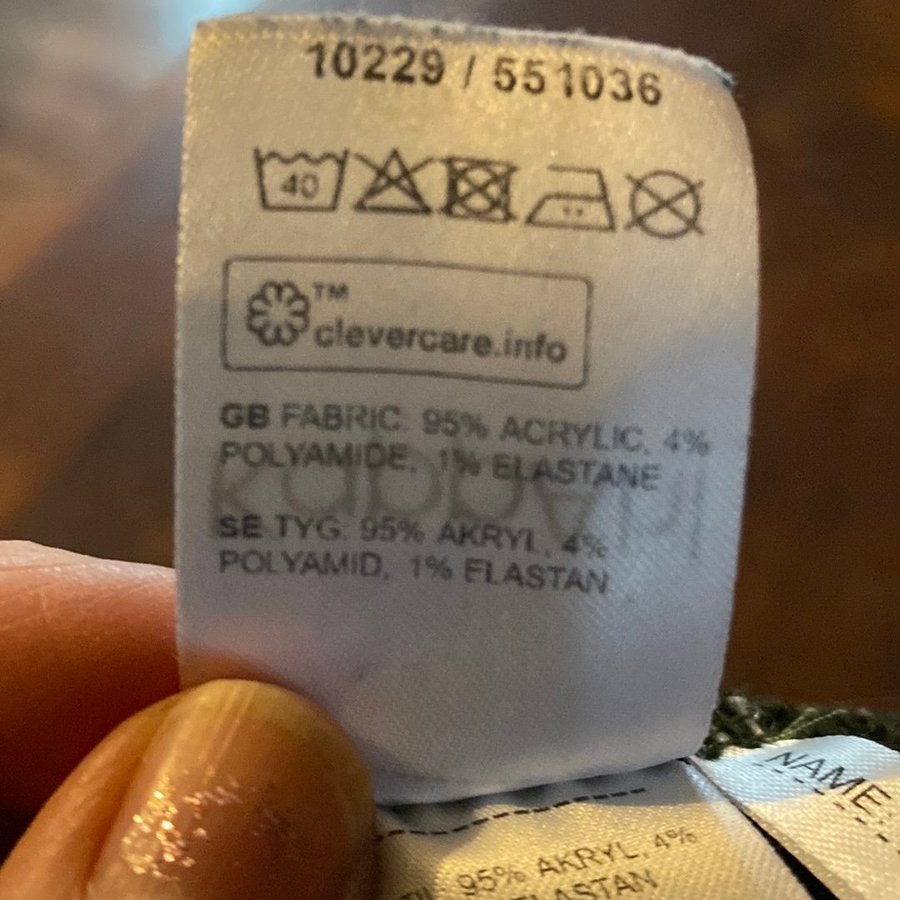 10229 / 551036
40
TM
clevercare.info
GB FABRIC: 95% ACRYLIC, 4%
POLYAMIDE, 1% ELASTANE
SE TYG: 95% AKRYL, 4%
POLYAMID, 1% ELASTAN
NAME:
95% AKRYL, 4%
ELASTAN